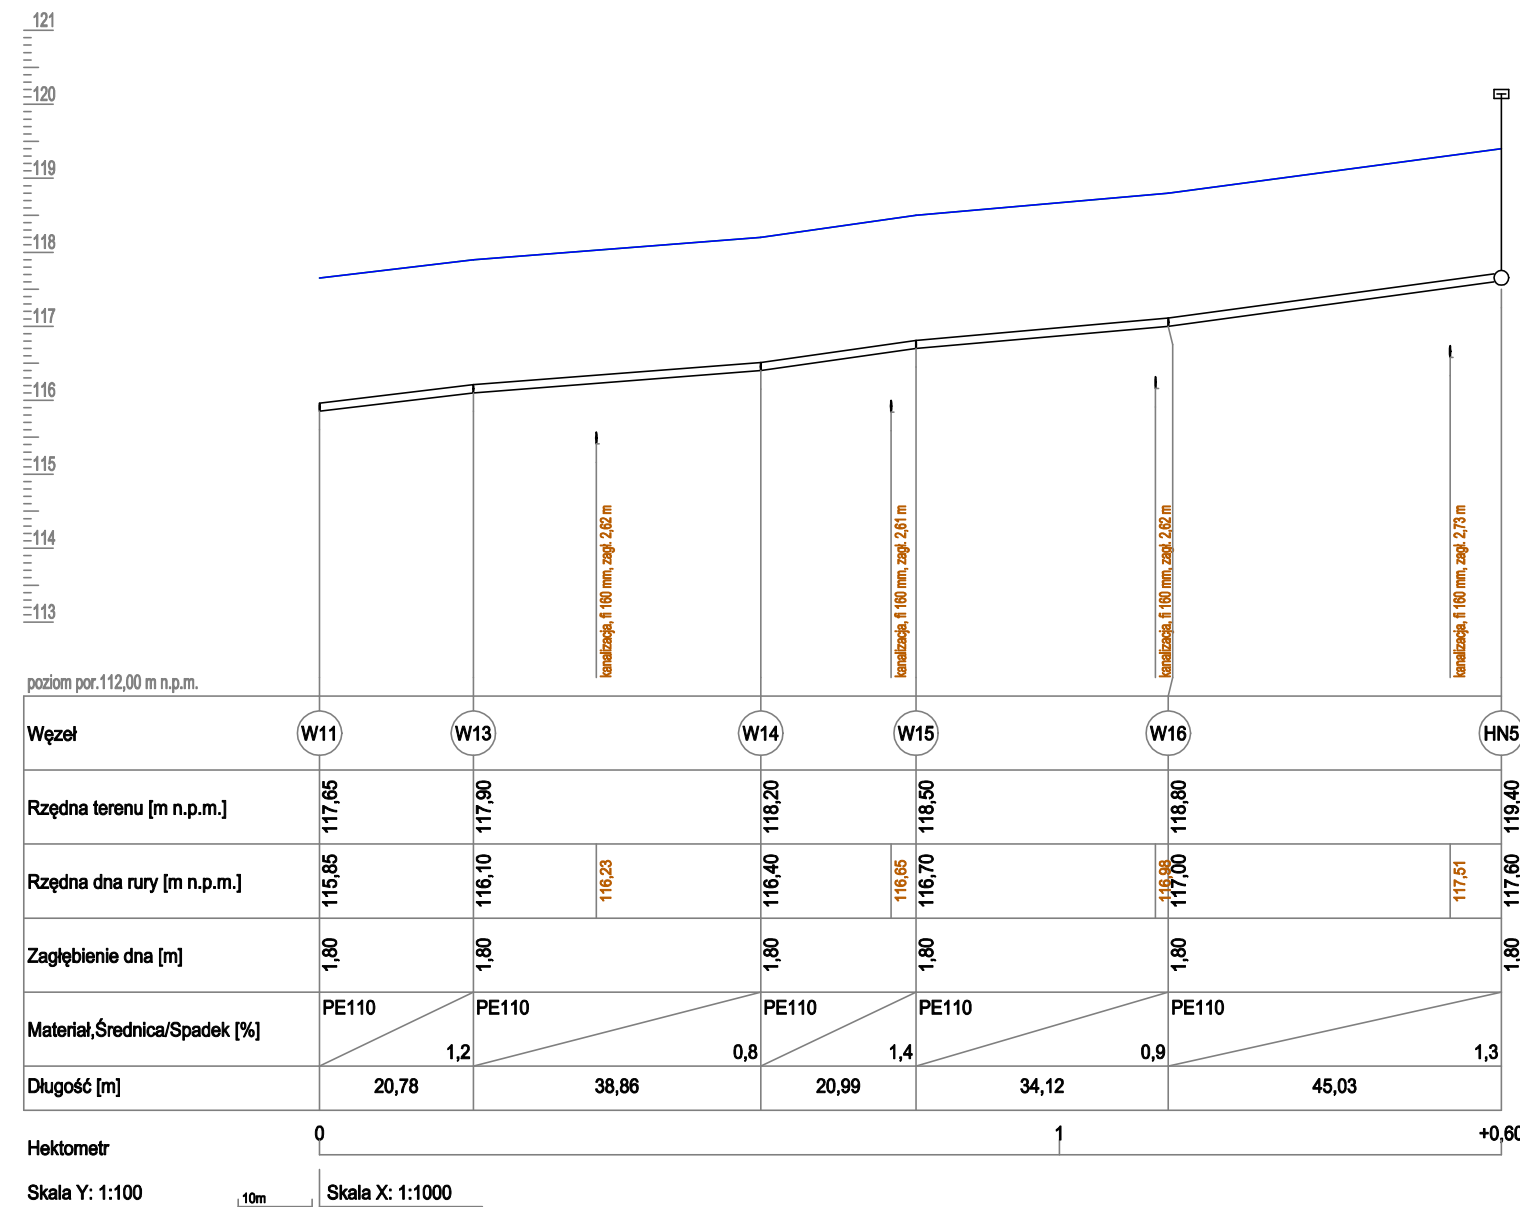 121
120
119
118
117
116
115
114
113
kanalizacja, fi 160 mm, zagł. 2,62 m
kanalizacja, fi 160 mm, zagł. 2,61 m
kanalizacja, fi 160 mm, zagł. 2,62 m
kanalizacja, fi 160 mm, zagł. 2,73 m
poziom por.112,00 m n.p.m.
Węzeł W11 W13 W14 W15 W16 HN5
Rzędna terenu [m n.p.m.] 117,65 117,90 118,20 118,50 118,80 119,40
Rzędna dna rury [m n.p.m.] 115,85 116,10 116,23 116,40 116,65 116,70 116,98 117,00 117,51 117,60
Zagłębienie dna [m] 1,80 1,80 1,80 1,80 1,80 1,80
PE110 PE110 PE110 PE110 PE110
Materiał,Średnica/Spadek [%]
1,2 0,8 1,4 0,9 1,3
Długość [m] 20,78 38,86 20,99 34,12 45,03
Hektometr 0 1 +0,60
Skala Y: 1:100 10m Skala X: 1:1000